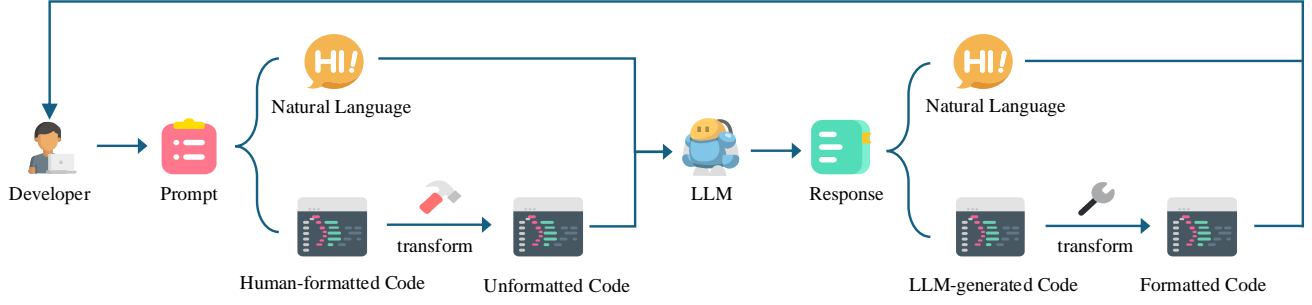 HI!
Natural Language
Developer
Prompt
transform
Human-formatted Code
Unformatted Code
LLM
Response
HI!
Natural Language
transform
LLM-generated Code
Formatted Code